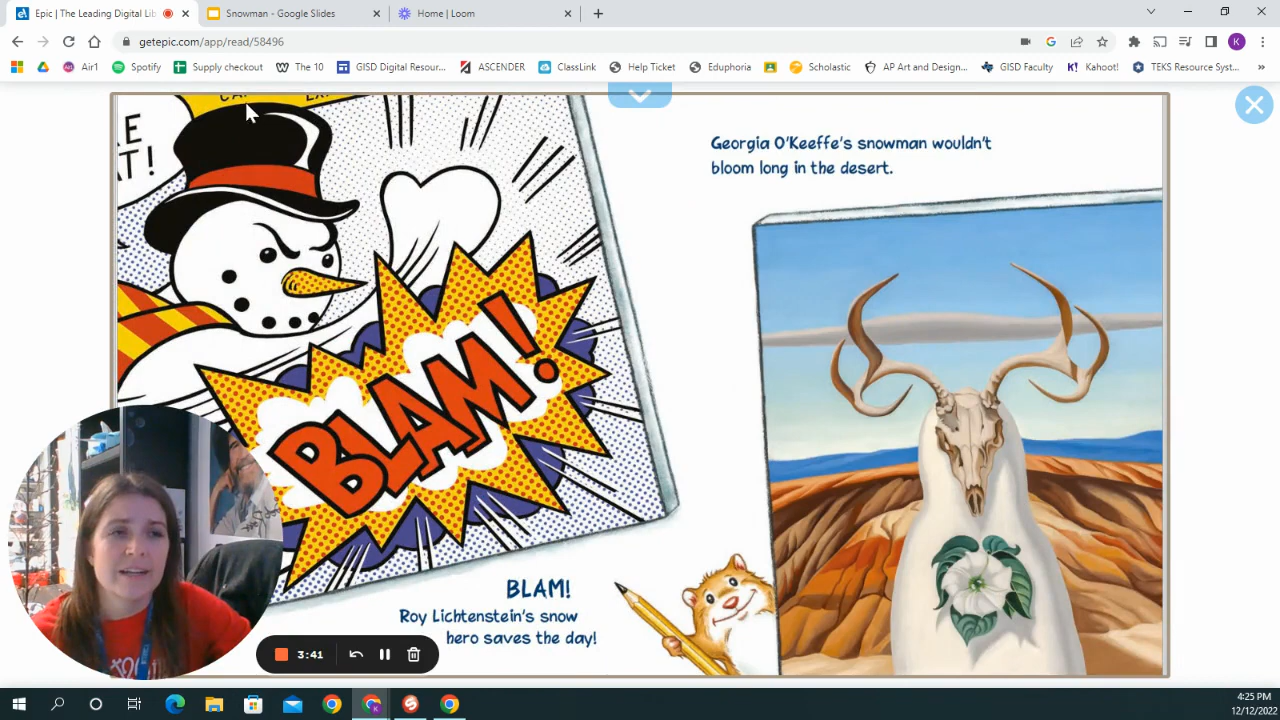 Epic | The Leading Digital Lib
Snowman - Google Slides
Home | Loom
getepic.com/app/read/58496
K
Air1
Spotify
Supply checkout
The 10
GISD Digital Resour...
ASCENDER
ClassLink
Help Ticket
Eduphoria
Scholastic
AP Art and Design...
GISD Faculty
Kahoot!
TEKS Resource Syst...
»
BLAM!
Georgia O'Keeffe's snowman wouldn't
bloom long in the desert.
BLAM!
Roy Lichtenstein's snow
hero saves the day!
3:41
4:25 PM
12/12/2022